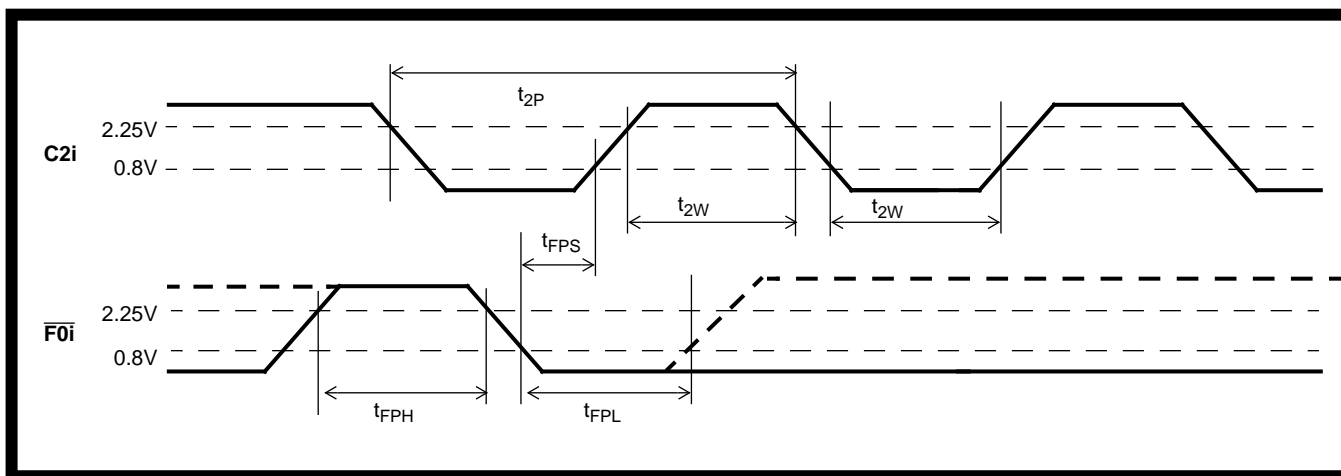 t2P
2.25V
C2i
0.8V
t2W
t2W
tFPS
2.25V
F0i
0.8V
tFPH
tFPL